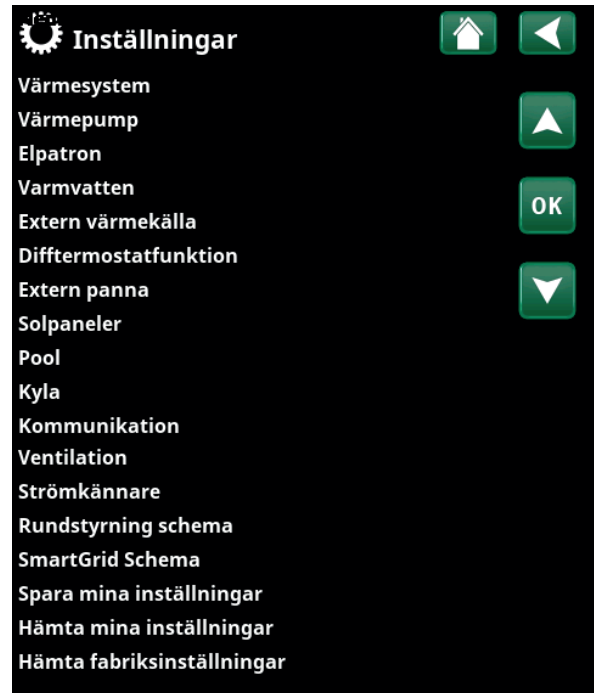 Inställningar
Värmesystem
Värmepump
Elpatron
Varmvatten
OK
Extern värmekälla
Difftermostatfunktion
Extern panna
Solpaneler
Pool
Kyla
Kommunikation
Ventilation
Strömkännare
Rundstyrning schema
SmartGrid Schema
Spara mina inställningar
Hämta mina inställningar
Hämta fabriksinställningar